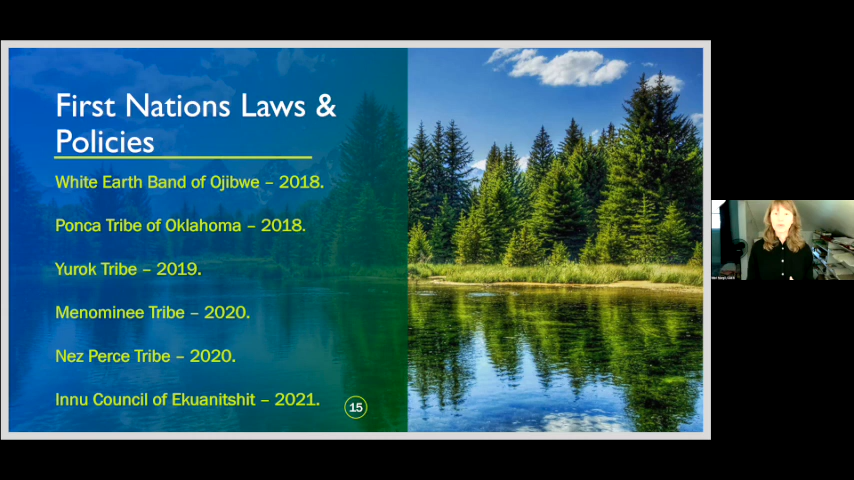 First Nations Laws &
Policies
White Earth Band of Ojibwe – 2018.
Ponca Tribe of Oklahoma – 2018.
Yurok Tribe – 2019.
Menominee Tribe – 2020.
Nez Perce Tribe – 2020.
Innu Council of Ekuanitshit – 2021.
15